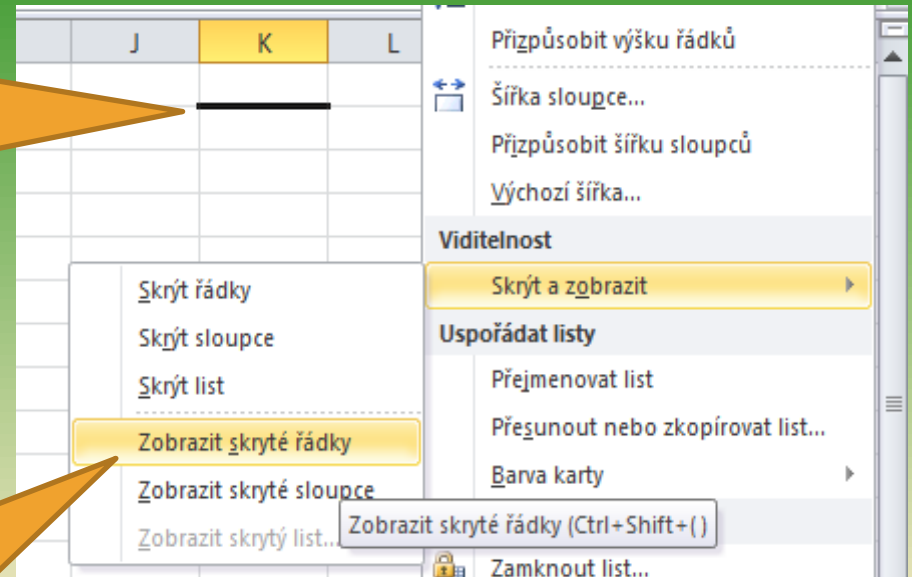 J K L
Přizpůsobit výšku řádků
Šířka sloupce...
Přizpůsobit šířku sloupců
Výchozí šířka...
Viditelnost
Skrýt a zobrazit
Uspořádat listy
Přejmenovat list
Přesunout nebo zkopírovat list...
Barva karty
Zamknout list...
Skrýt řádky
Skrýt sloupce
Skrýt list
Zobrazit skryté řádky
Zobrazit skryté sloupce
Zobrazit skrytý list...
Zobrazit skryté řádky (Ctrl+Shift+( )